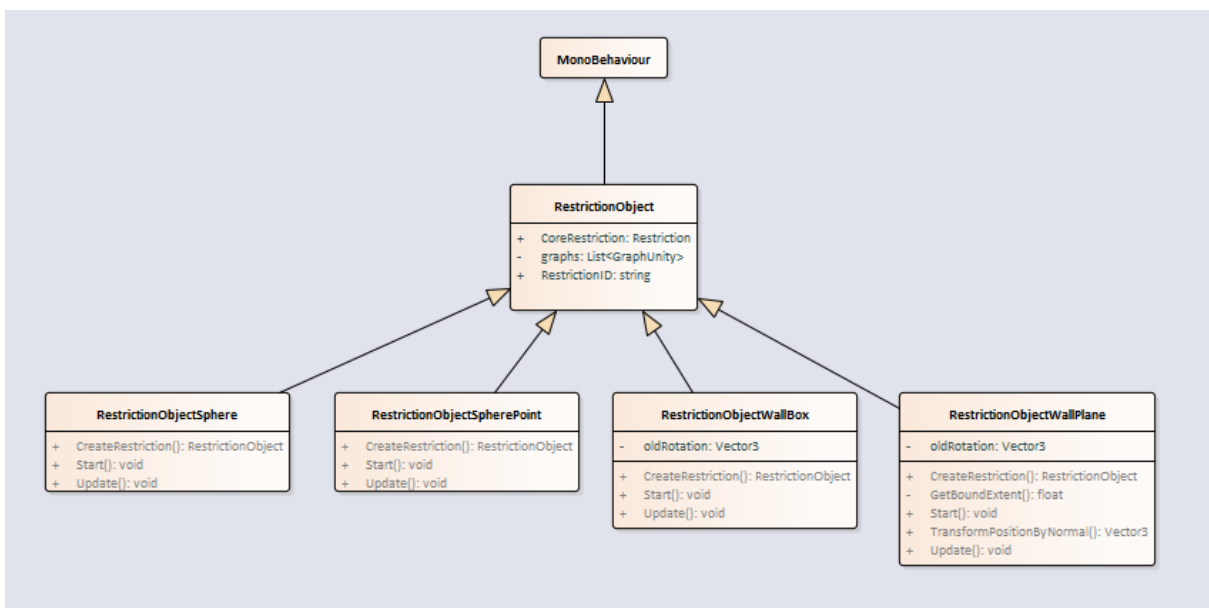 MonoBehaviour
RestrictionObject
+ CoreRestriction: Restriction
- graphs: List<GraphUnity>
+ RestrictionID: string
RestrictionObjectSphere
+ CreateRestriction(): RestrictionObject
+ Start(): void
+ Update(): void
RestrictionObjectSpherePoint
+ CreateRestriction(): RestrictionObject
+ Start(): void
+ Update(): void
RestrictionObjectWallBox
- oldRotation: Vector3
+ CreateRestriction(): RestrictionObject
+ Start(): void
+ Update(): void
RestrictionObjectWallPlane
- oldRotation: Vector3
+ CreateRestriction(): RestrictionObject
- GetBoundExtent(): float
+ Start(): void
+ TransformPositionByNormal(): Vector3
+ Update(): void